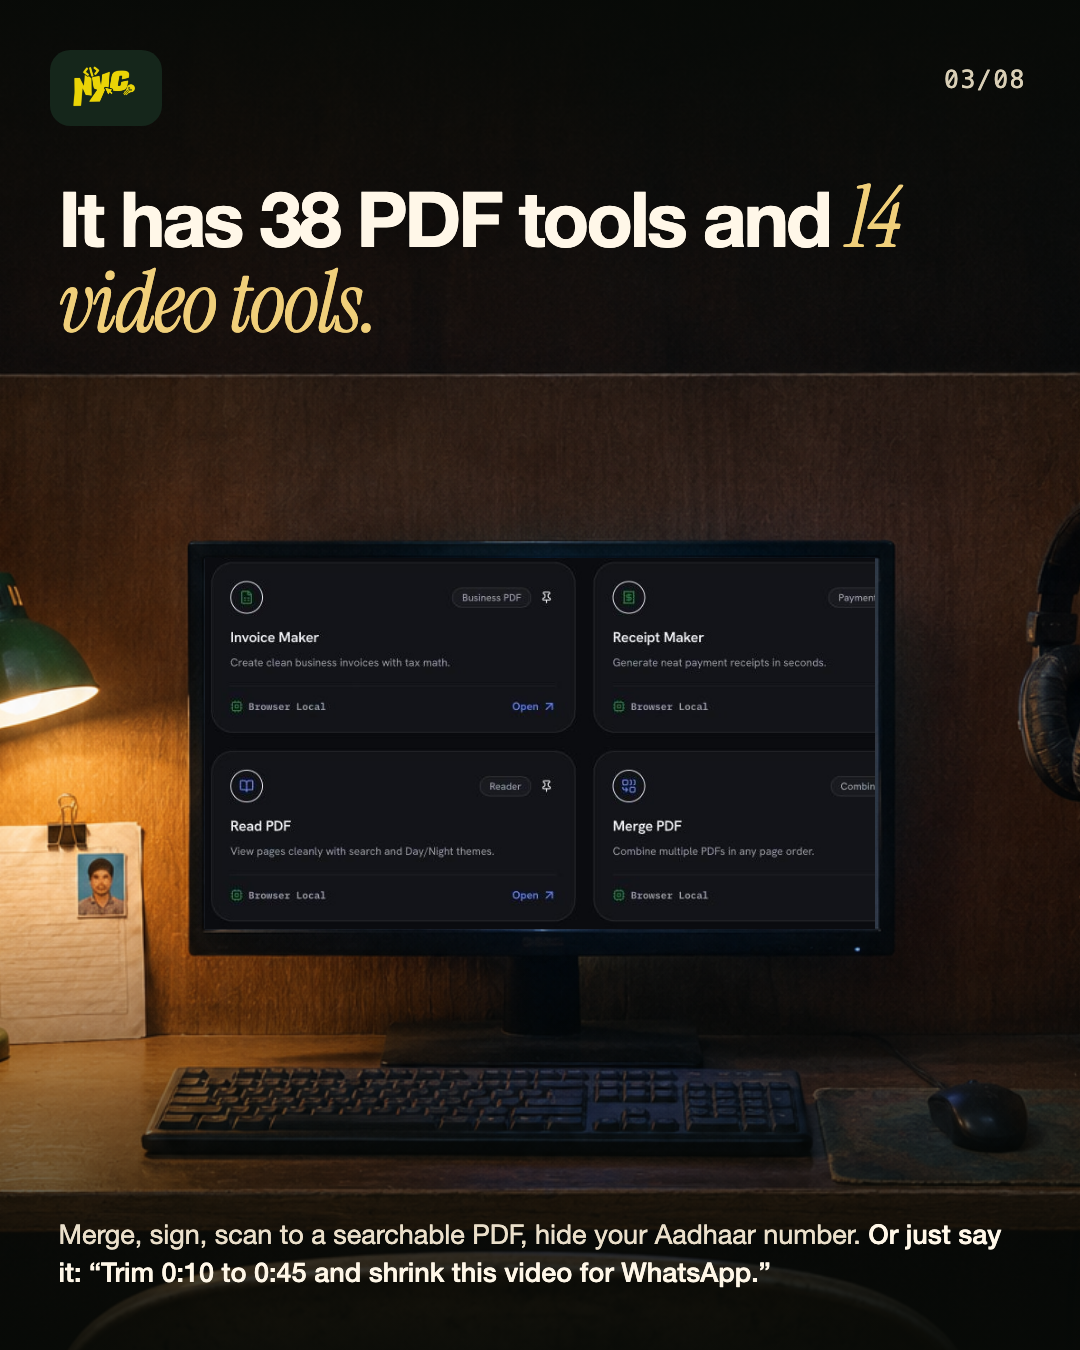 NYC
03/08
It has 38 PDF tools and 14
video tools.
Business PDF
Invoice Maker
Create clean business invoices with tax math.
Browser Local
Open
Payment
Receipt Maker
Generate neat payment receipts in seconds.
Browser Local
Reader
Read PDF
View pages cleanly with search and Day/Night themes.
Browser Local
Open
Combin
Merge PDF
Combine multiple PDFs in any page order.
Browser Local
Merge, sign, scan to a searchable PDF, hide your Aadhaar number. Or just say
it: “Trim 0:10 to 0:45 and shrink this video for WhatsApp.”